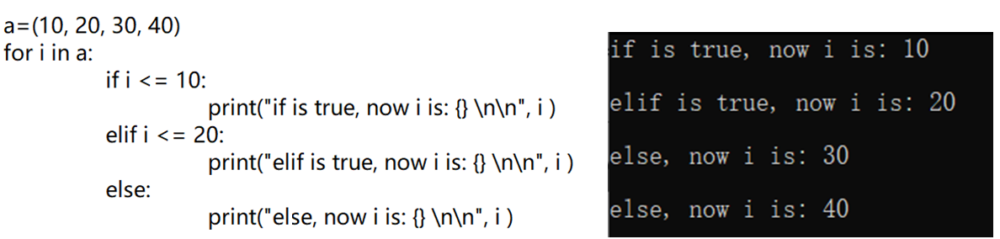 a=(10, 20, 30, 40)
for i in a:
if i <= 10:
print("if is true, now i is: {} \n\n", i )
elif i <= 20:
print("elif is true, now i is: {} \n\n", i )
else:
print("else, now i is: {} \n\n", i )
if is true, now i is: 10
elif is true, now i is: 20
else, now i is: 30
else, now i is: 40